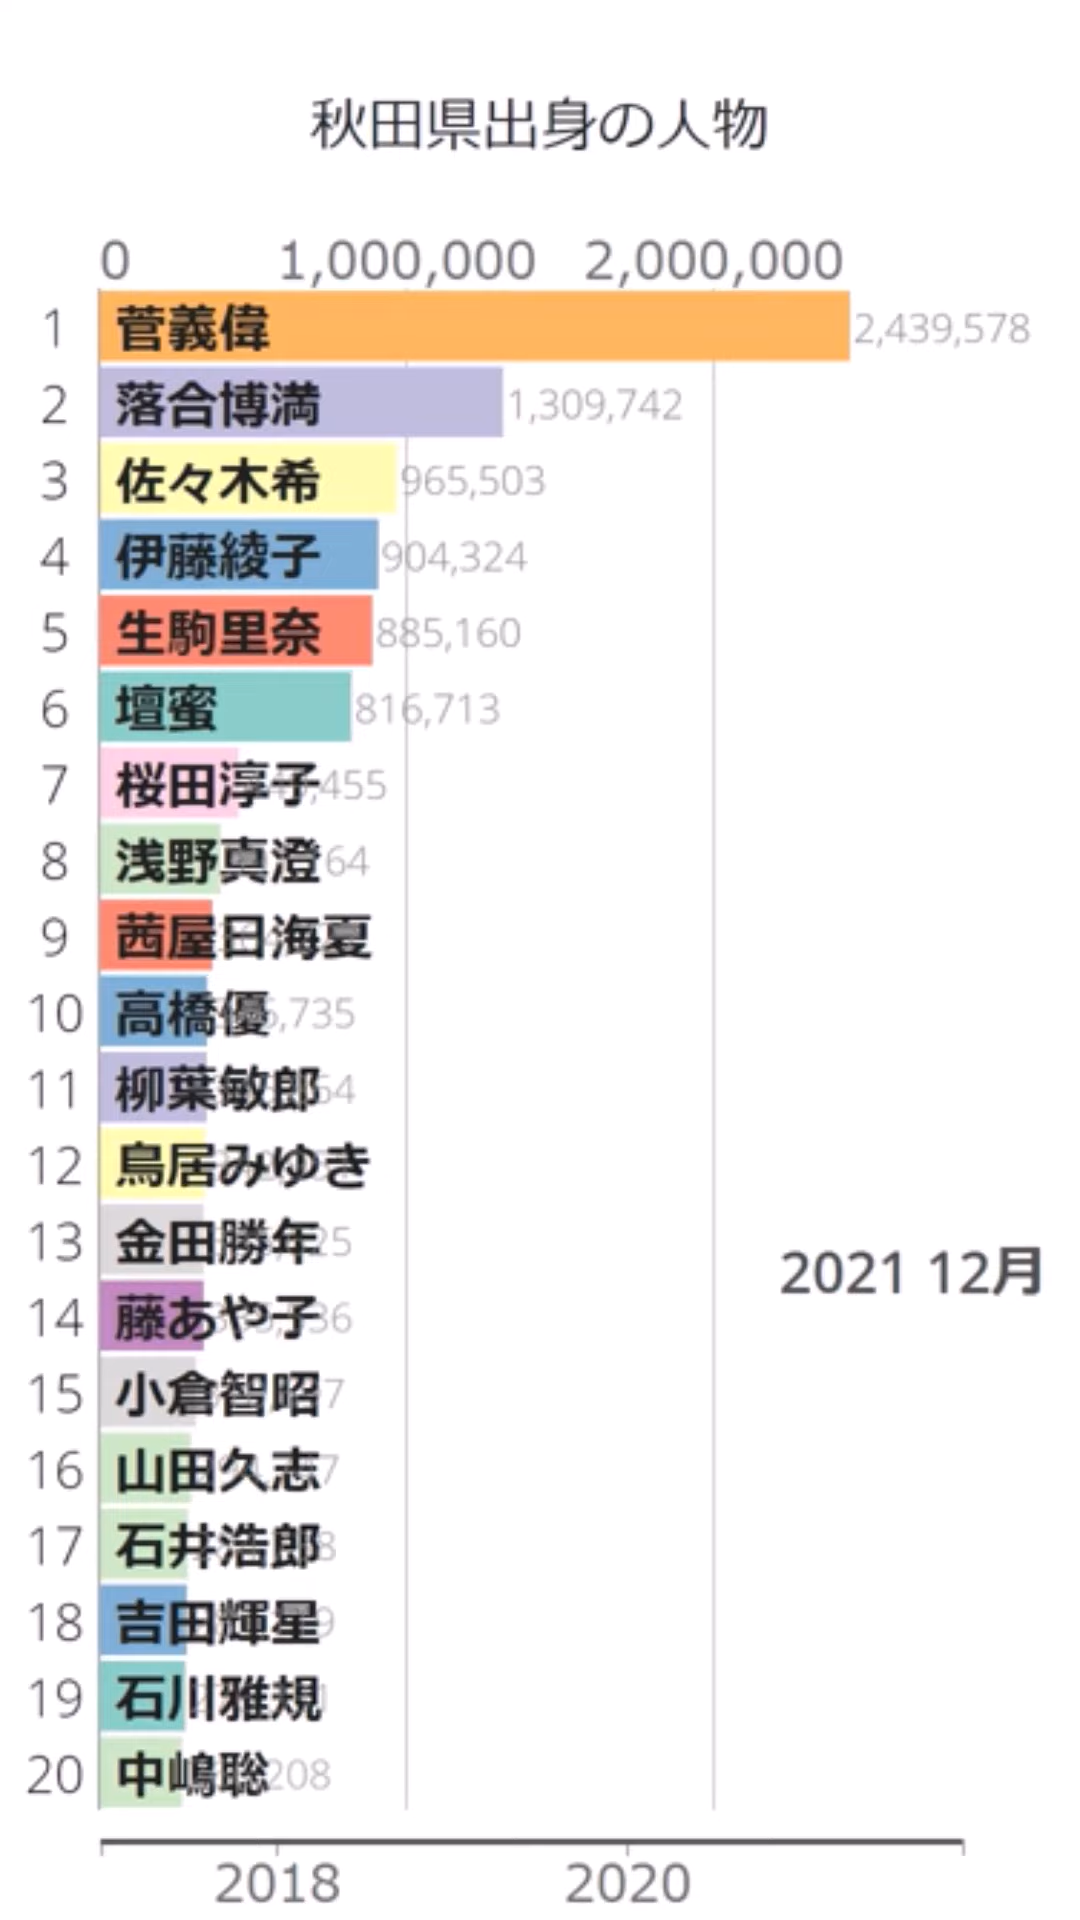 秋田県出身の人物
0 1,000,000 2,000,000
1 菅義偉 2,439,578
2 落合博満 1,309,742
3 佐々木希 965,503
4 伊藤綾子 904,324
5 生駒里奈 885,160
6 壇蜜 816,713
7 桜田淳子
8 浅野真澄
9 茜屋日海夏
10 高橋優
11 柳葉敏郎
12 鳥居みゆき
13 金田勝年
14 藤あや子
15 小倉智昭
16 山田久志
17 石井浩郎
18 吉田輝星
19 石川雅規
20 中嶋聡
2021 12月
2018 2020